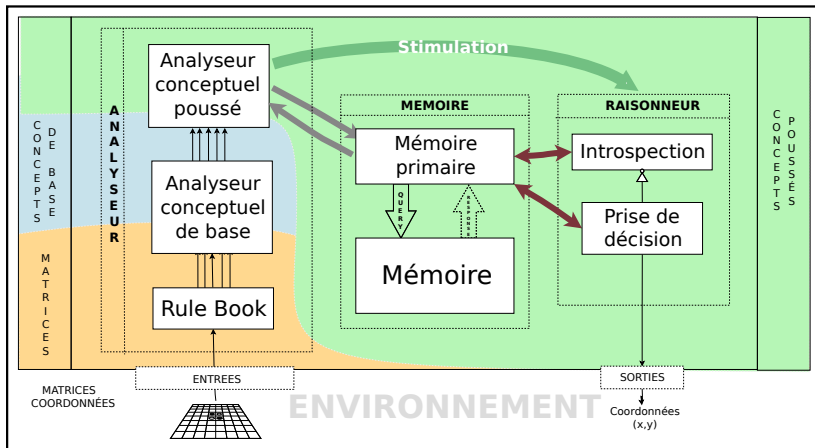 Stimulation
Analyseur
conceptuel
poussé
MEMOIRE
RAISONNEUR
ANALYSEUR
CONCEPTS
DE BASE
Mémoire
primaire
Introspection
CONCEPTS
POUSSÉS
Analyseur
conceptuel
de base
QUERY
RESPONSE
Prise de
décision
Mémoire
MATRICES
Rule Book
ENTREES
SORTIES
MATRICES
COORDONNÉES
ENVIRONNEMENT
Coordonnées
(x,y)